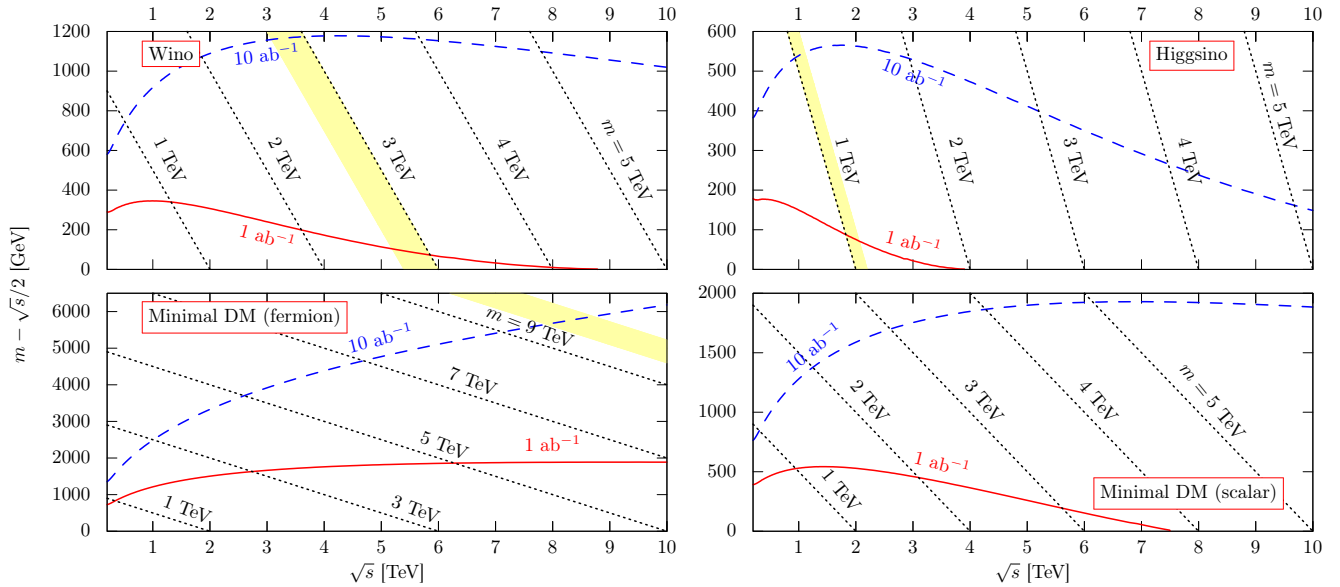 1 2 3 4 5 6 7 8 9 10
1200
1000
800
600
400
200
0
Wino
10 ab⁻¹
1 ab⁻¹
1 TeV
2 TeV
3 TeV
4 TeV
m = 5 TeV
1 2 3 4 5 6 7 8 9 10
600
500
400
300
200
100
0
Higgsino
10 ab⁻¹
1 ab⁻¹
1 TeV
2 TeV
3 TeV
4 TeV
m = 5 TeV
m − √s/2 [GeV]
6000
5000
4000
3000
2000
1000
0
Minimal DM (fermion)
10 ab⁻¹
m = 9 TeV
7 TeV
5 TeV
1 ab⁻¹
3 TeV
1 TeV
1 2 3 4 5 6 7 8 9 10
√s [TeV]
2000
1500
1000
500
0
10 ab⁻¹
2 TeV
3 TeV
4 TeV
m = 5 TeV
1 ab⁻¹
1 TeV
Minimal DM (scalar)
1 2 3 4 5 6 7 8 9 10
√s [TeV]